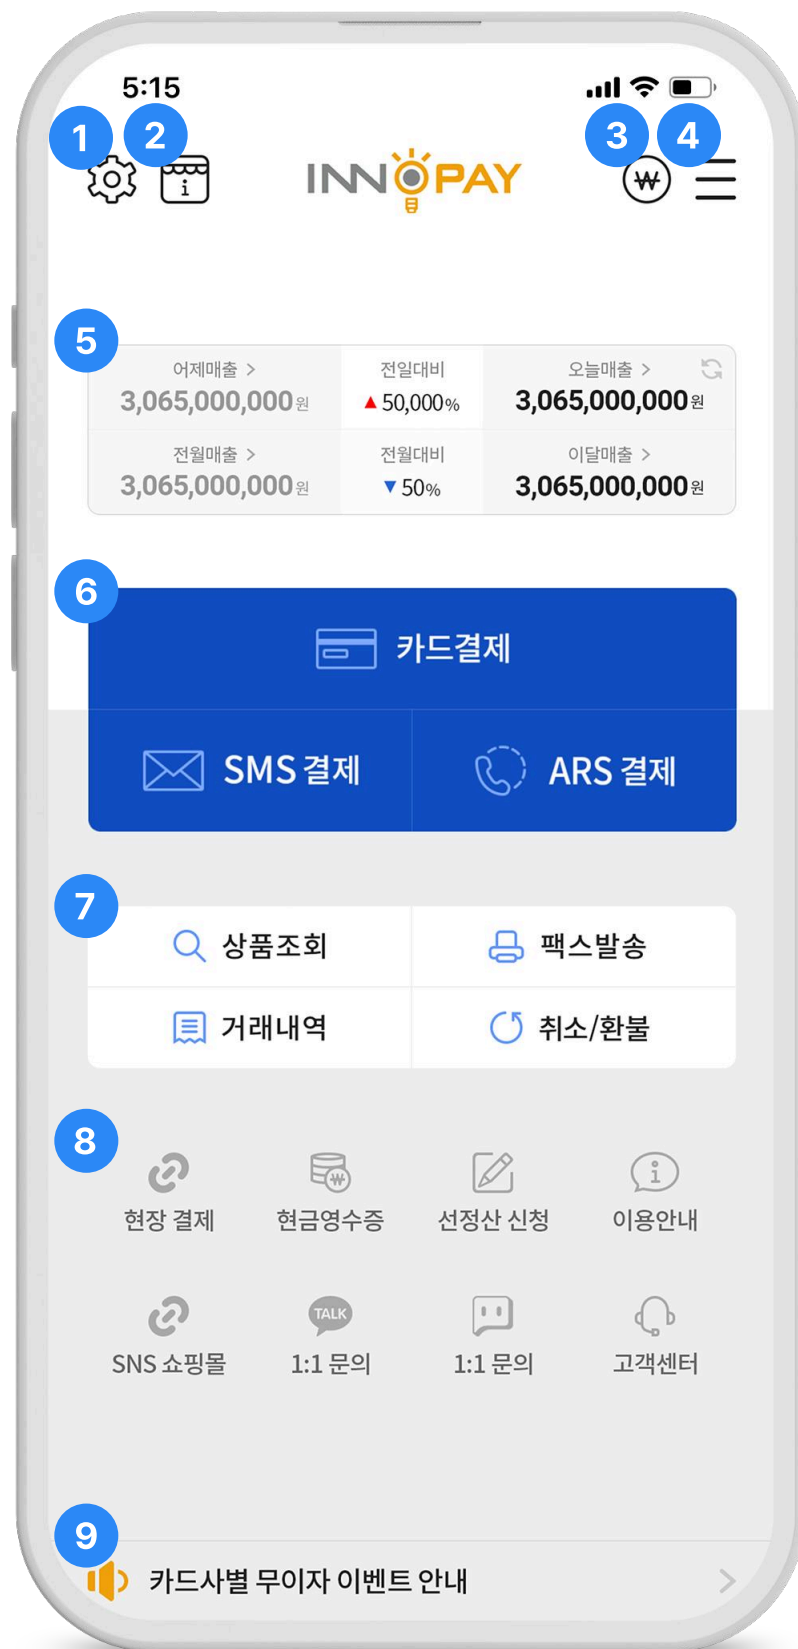 5:15
1 2 3 4
INNOPAY
5
어제매출 > 전일대비 오늘매출 >
3,065,000,000원 ▲50,000% 3,065,000,000원
전월매출 > 전월대비 이달매출 >
3,065,000,000원 ▼50% 3,065,000,000원
6
카드결제
SMS 결제 ARS 결제
7
상품조회 팩스발송
거래내역 취소/환불
8
현장 결제 현금영수증 선정산 신청 이용안내
TALK
SNS 쇼핑몰 1:1 문의 1:1 문의 고객센터
9
카드사별 무이자 이벤트 안내 >